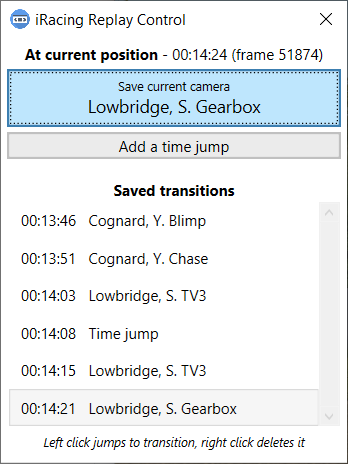 iRacing Replay Control
At current position - 00:14:24 (frame 51874)
Save current camera
Lowbridge, S. Gearbox
Add a time jump
Saved transitions
00:13:46 Cognard, Y. Blimp
00:13:51 Cognard, Y. Chase
00:14:03 Lowbridge, S. TV3
00:14:08 Time jump
00:14:15 Lowbridge, S. TV3
00:14:21 Lowbridge, S. Gearbox
Left click jumps to transition, right click deletes it